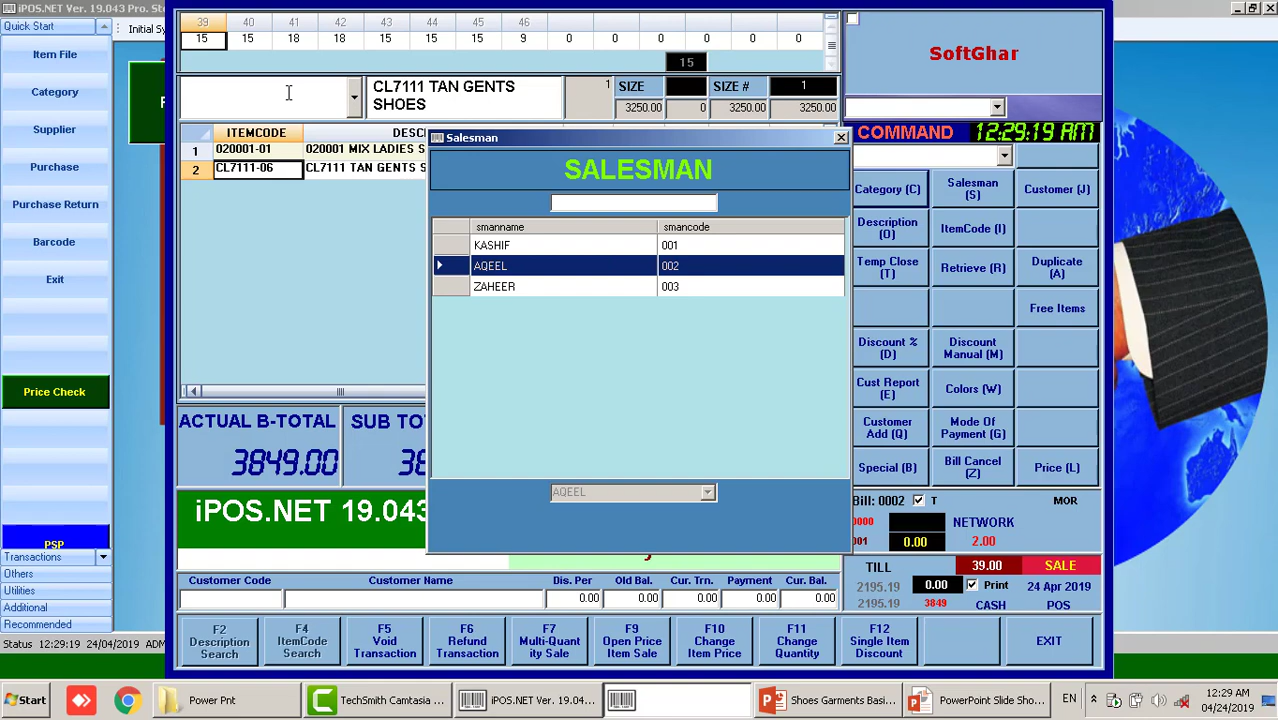 iPOS.NET Ver. 19.043 Pro. St
Quick Start
Initial Sy
Item File
Category
Supplier
Purchase
Purchase Return
Barcode
Exit
Price Check
PSP
Transactions
Others
Utilities
Additional
Recommended
Status: 12:29:19 24/04/2019 ADM
39 40 41 42 43 44 45 46
15 15 18 18 15 15 15 9 0 0 0 0 0
15
CL7111 TAN GENTS SHOES
1 SIZE SIZE # 1
3250.00 0 3250.00 3250.00
ITEMCODE DESC
1 020001-01 020001 MIX LADIES S
2 CL7111-06 CL7111 TAN GENTS S
Salesman
SALESMAN
smanname smancode
KASHIF 001
AQEEL 002
ZAHEER 003
AQEEL
ACTUAL B-TOTAL SUB TO
3849.00
iPOS.NET 19.043
Customer Code Customer Name Dis. Per Old Bal. Cur. Trn. Payment Cur. Bal.
0.00 0.00 0.00 0.00 0.00
F2 Description Search
F4 ItemCode Search
F5 Void Transaction
F6 Refund Transaction
F7 Multi-Quant ity Sale
F9 Open Price Item Sale
F10 Change Item Price
F11 Change Quantity
F12 Single Item Discount
EXIT
SoftGhar
COMMAND 12:29:19 AM
Category (C) Salesman (S) Customer (J)
Description (O) ItemCode (I)
Temp Close (T) Retrieve (R) Duplicate (A)
Free Items
Discount % (D) Discount Manual (M)
Cust Report (E) Colors (W)
Customer Add (Q) Mode Of Payment (G)
Special (B) Bill Cancel (Z) Price (L)
Bill: 0002 T MOR
0000 NETWORK
001 0.00 2.00
TILL 39.00 SALE
2195.19 0.00 Print 24 Apr 2019
2195.19 3849 CASH POS
Start
Power Pnt
TechSmith Camtasia ...
iPOS.NET Ver. 19.04...
Shoes Garments Basi...
PowerPoint Slide Sho...
EN
12:29 AM
04/24/2019